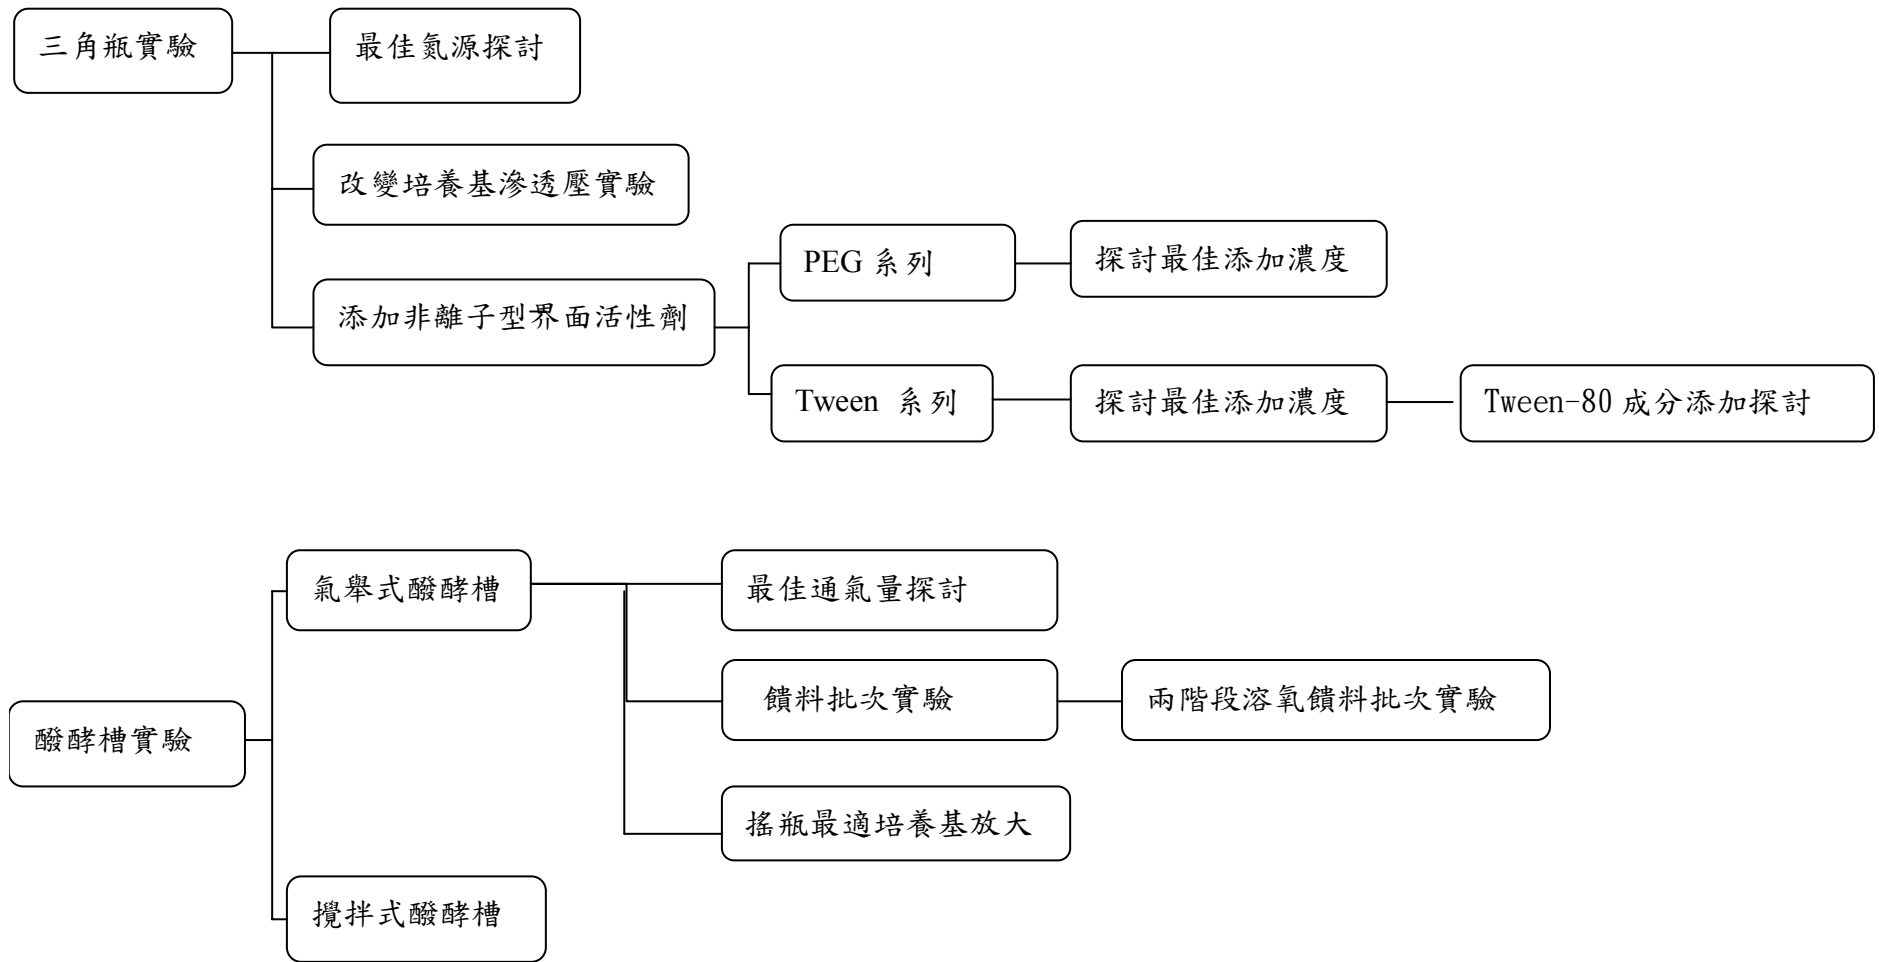 三角瓶實驗
最佳氮源探討
改變培養基滲透壓實驗
添加非離子型界面活性劑
PEG 系列
探討最佳添加濃度
Tween 系列
探討最佳添加濃度
Tween-80 成分添加探討
醱酵槽實驗
氣舉式醱酵槽
最佳通氣量探討
饋料批次實驗
兩階段溶氧饋料批次實驗
搖瓶最適培養基放大
攪拌式醱酵槽